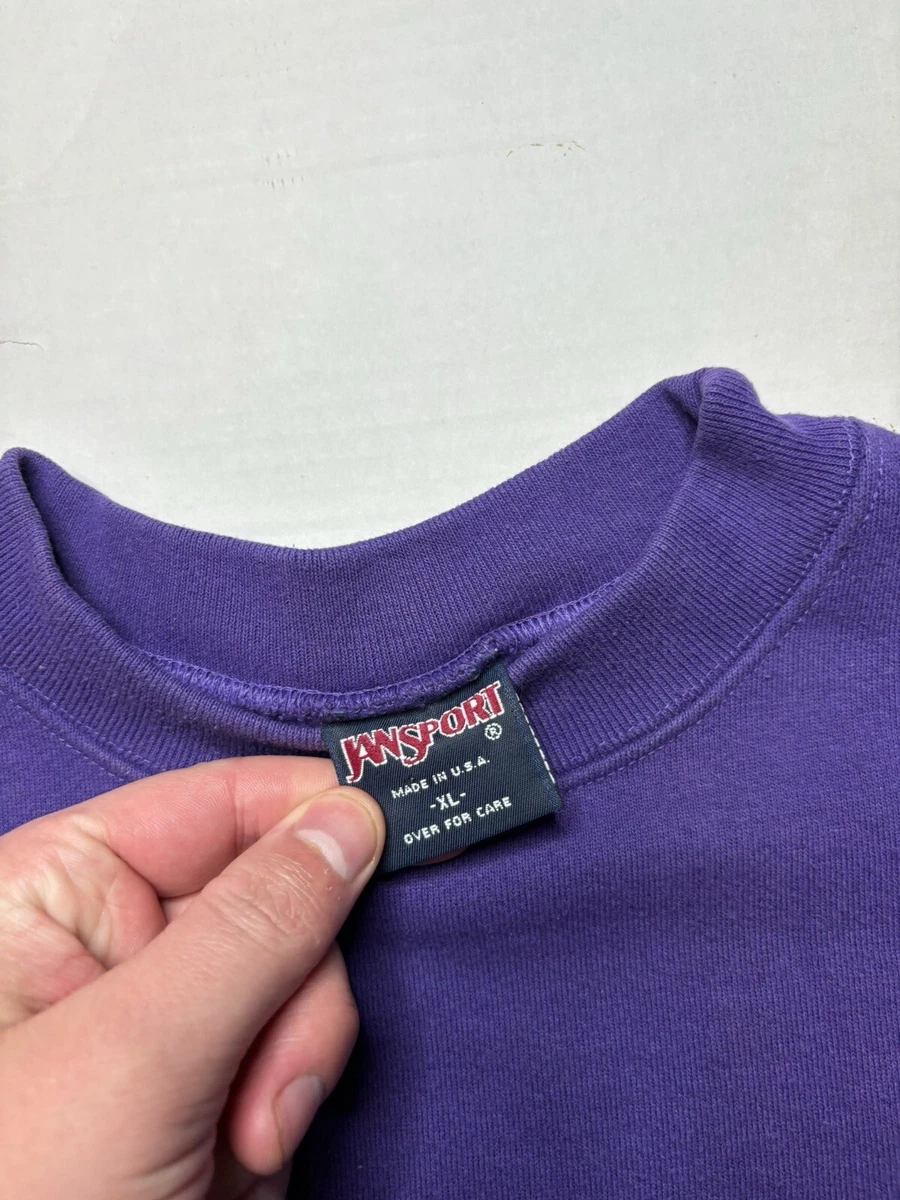 JANSPORT
®
MADE IN U.S.A.
-XL-
OVER FOR CARE